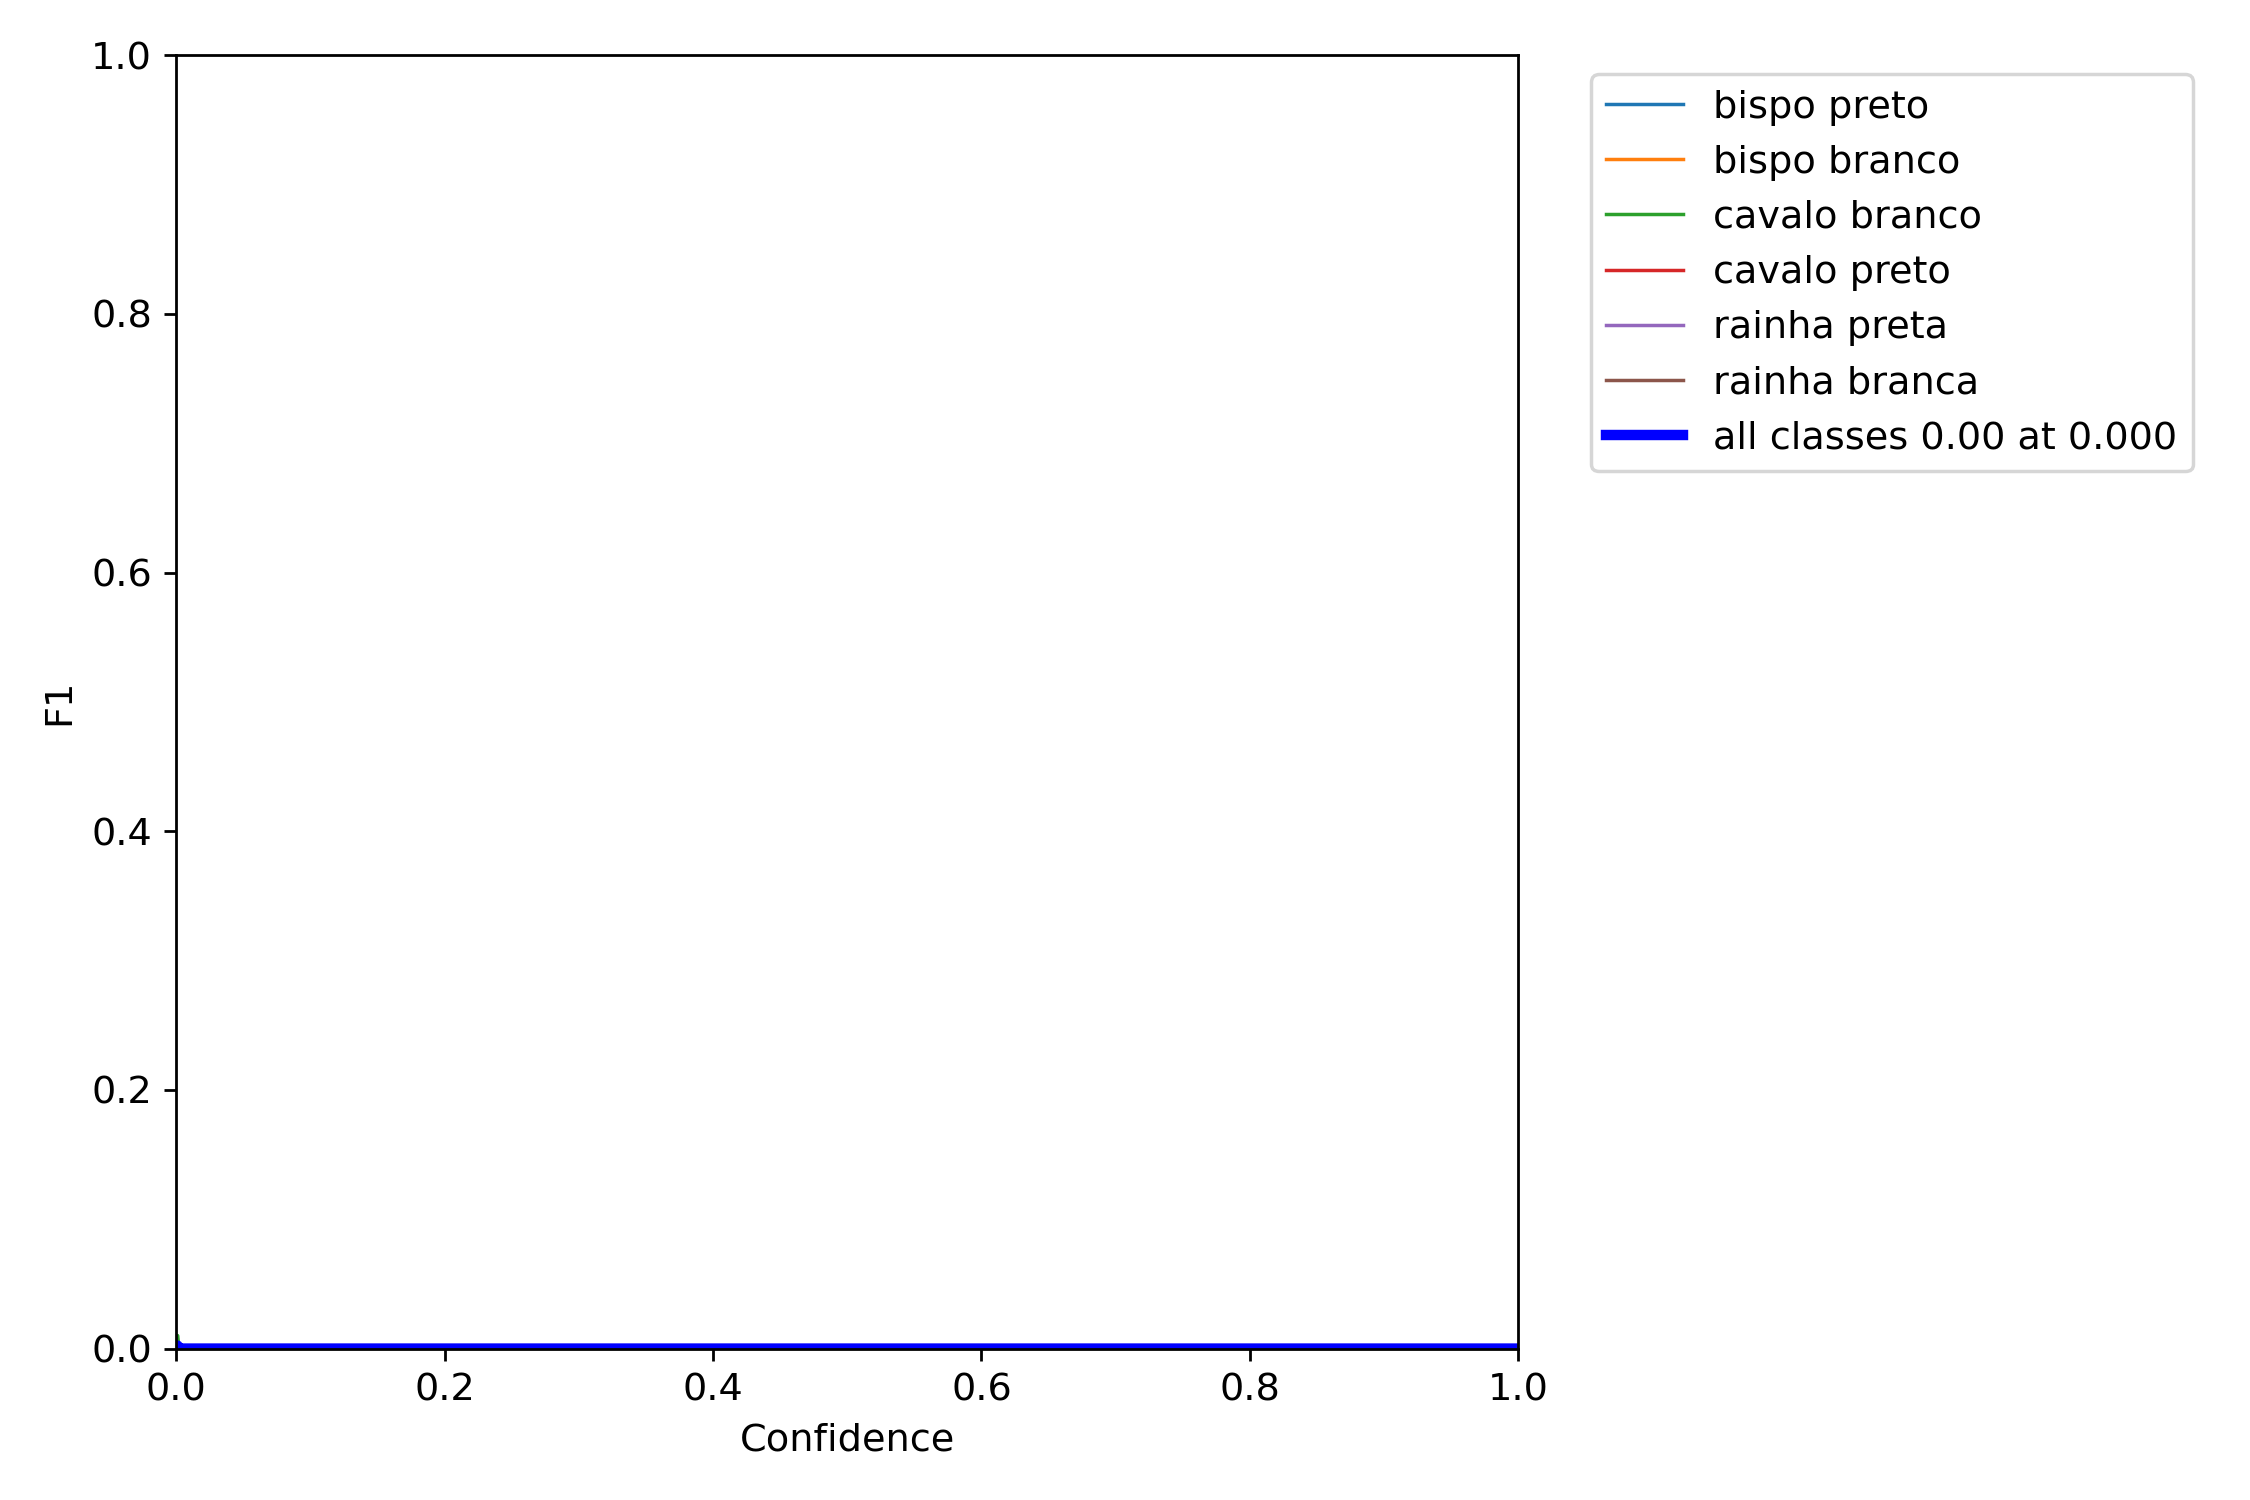 1.0
0.8
0.6
0.4
0.2
0.0
F1
0.0 0.2 0.4 0.6 0.8 1.0
Confidence
bispo preto
bispo branco
cavalo branco
cavalo preto
rainha preta
rainha branca
all classes 0.00 at 0.000